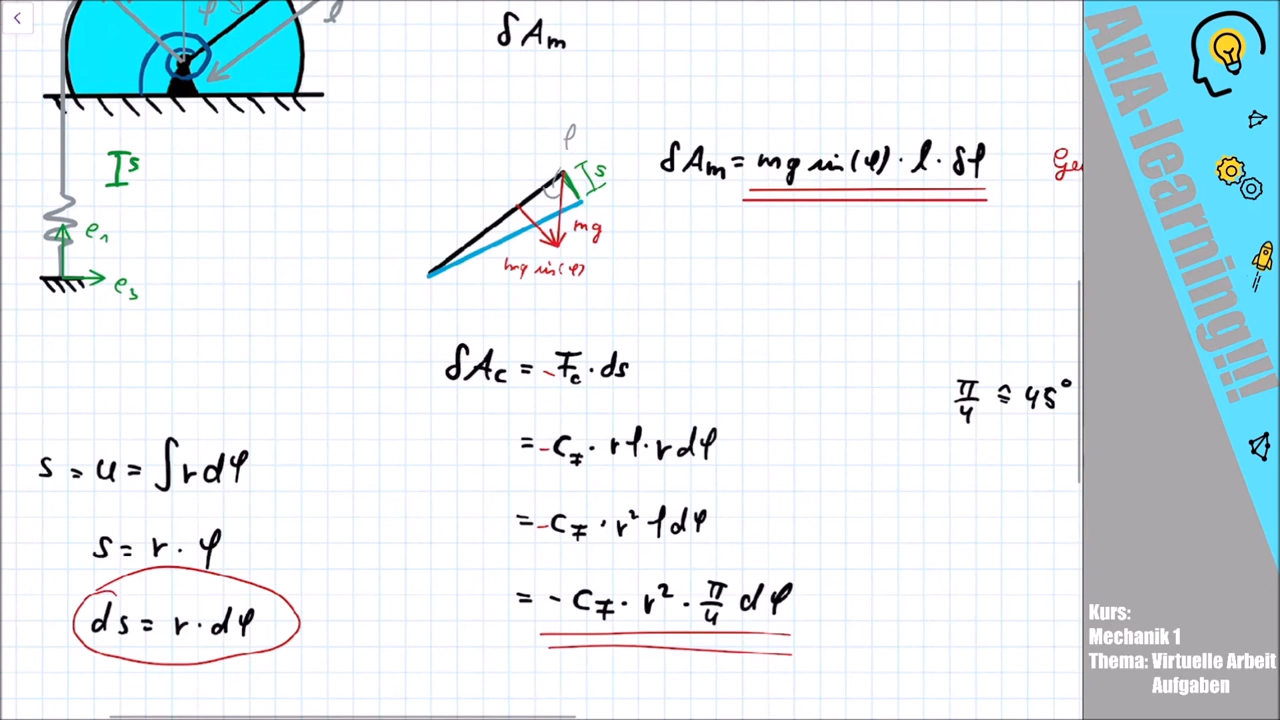 φ
l
δA_m
I s
e_1
e_3
φ
I s
mg
mg sin(φ)
δA_m = mg sin(φ) · l · δφ
δA_c = -F_c · ds
= -C_F · rφ · r dφ
= -C_F · r² φ dφ
= -C_F · r² · π/4 dφ
π/4 ≙ 45°
s = u = ∫ r dφ
s = r · φ
ds = r · dφ
AHA-learning!!!
Kurs:
Mechanik 1
Thema: Virtuelle Arbeit
Aufgaben